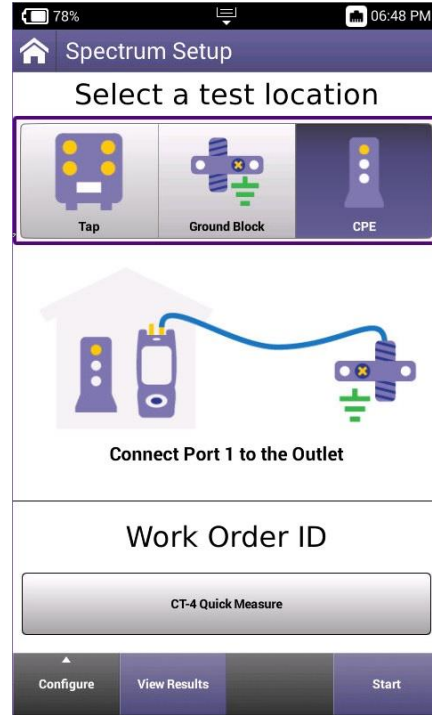 78%
06:48 PM
Spectrum Setup
Select a test location
Tap
Ground Block
CPE
Connect Port 1 to the Outlet
Work Order ID
CT-4 Quick Measure
Configure
View Results
Start